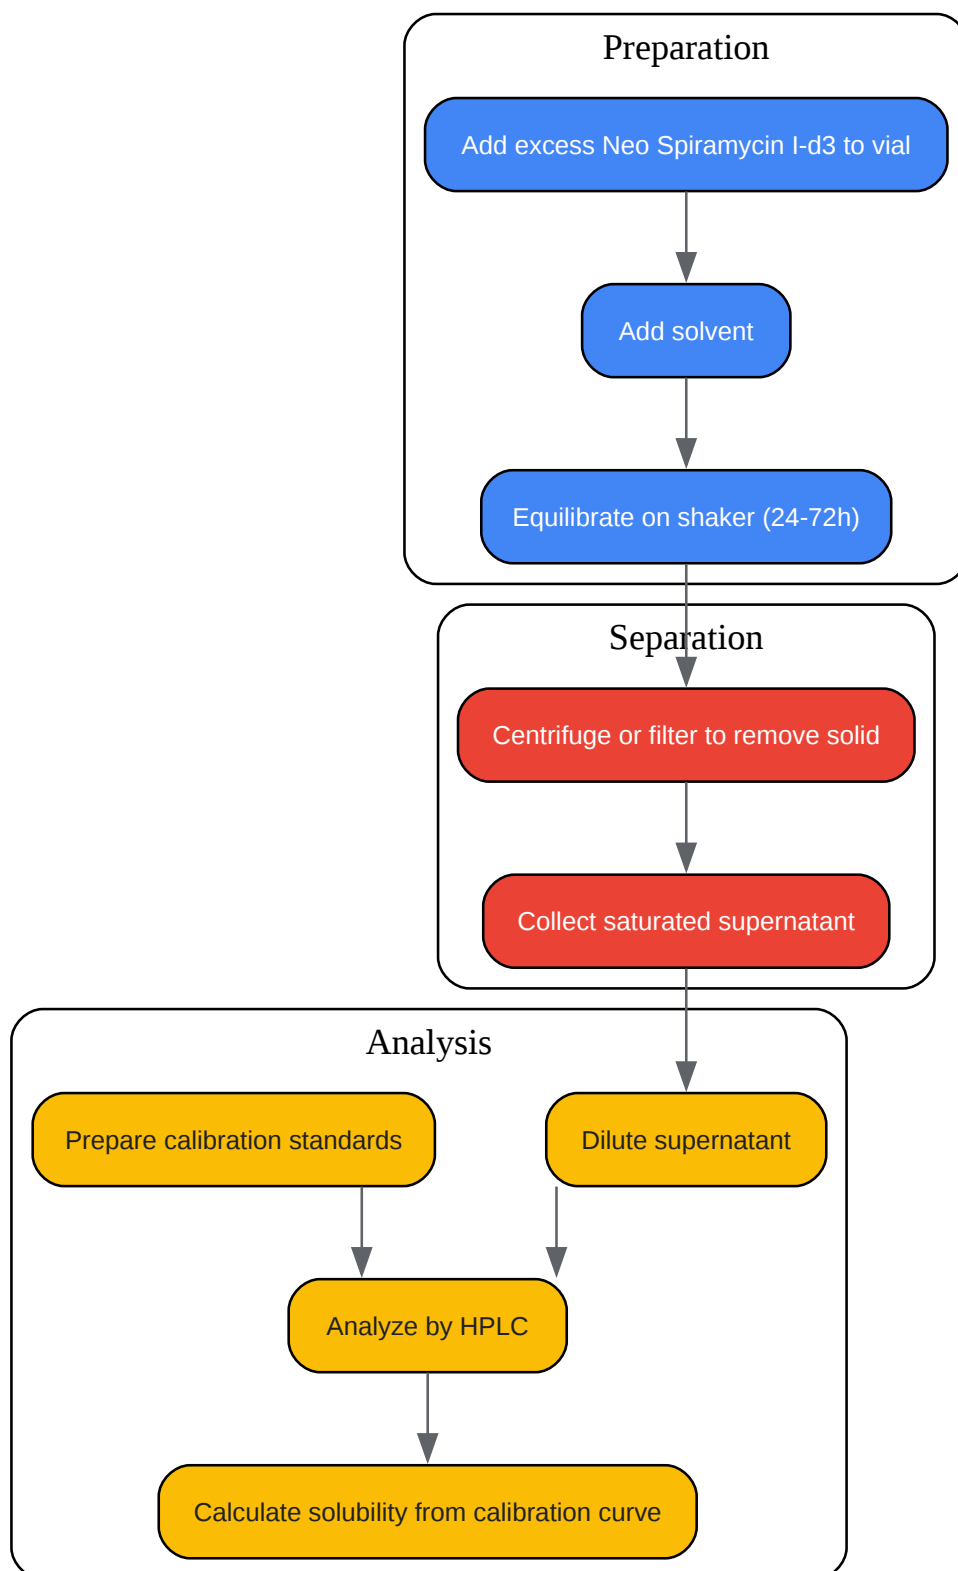 Preparation
Add excess Neo Spiramycin I-d3 to vial
Add solvent
Equilibrate on shaker (24-72h)
Separation
Centrifuge or filter to remove solid
Collect saturated supernatant
Analysis
Prepare calibration standards
Dilute supernatant
Analyze by HPLC
Calculate solubility from calibration curve